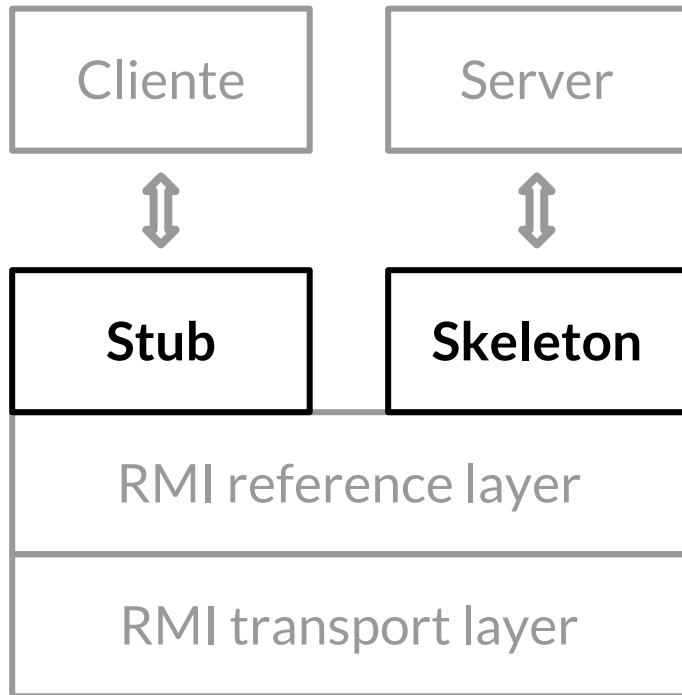 Cliente
Server
Stub
Skeleton
RMI reference layer
RMI transport layer